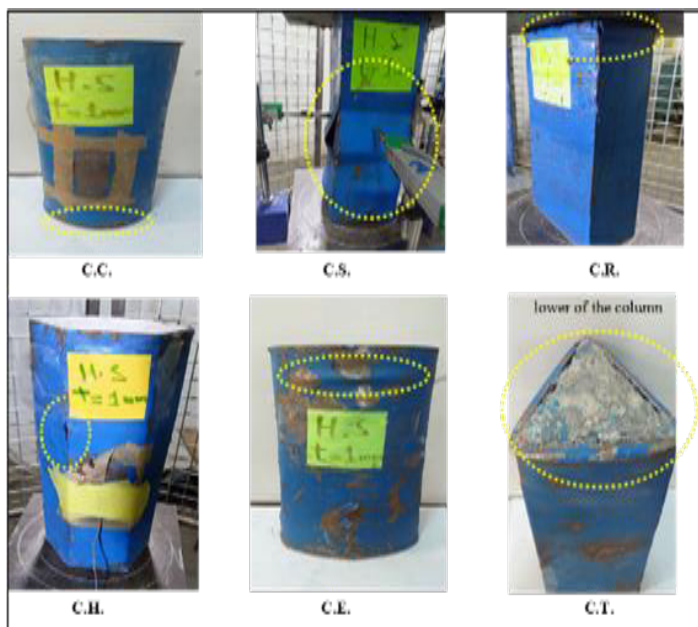 H.S
t=1mm
H.S
C.C.
C.S.
C.R.
lower of the column
H.S
t=1mm
H.S
t=1mm
C.H.
C.E.
C.T.